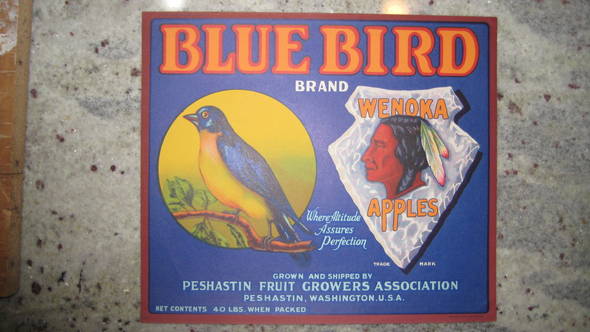 BLUE BIRD
BRAND
WENOKA
APPLES
Where Altitude
Assures
Perfection
TRADE MARK
GROWN AND SHIPPED BY
PESHASTIN FRUIT GROWERS ASSOCIATION
PESHASTIN, WASHINGTON, U.S.A.
NET CONTENTS 40 LBS. WHEN PACKED